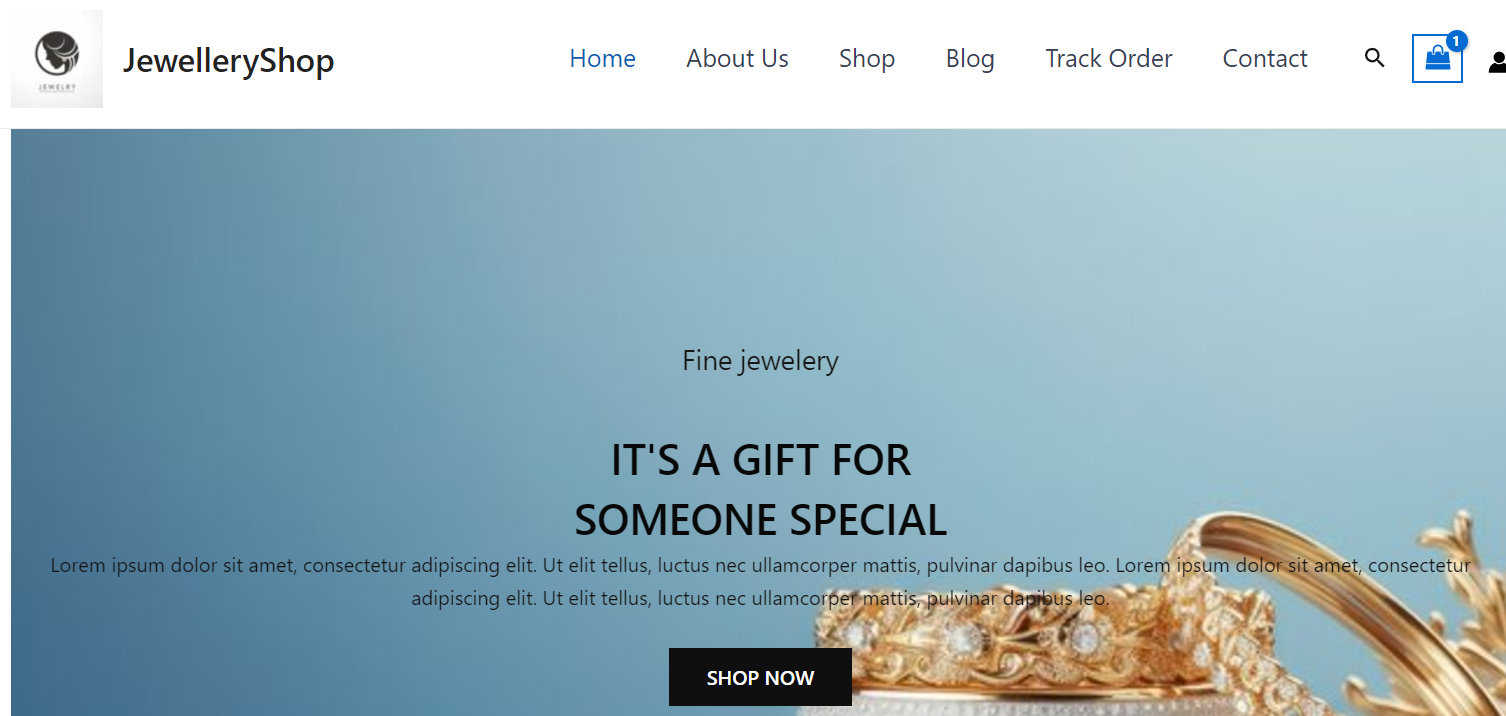 JEWELRY
JewelleryShop
Home
About Us
Shop
Blog
Track Order
Contact
1
Fine jewelery
IT'S A GIFT FOR
SOMEONE SPECIAL
Lorem ipsum dolor sit amet, consectetur adipiscing elit. Ut elit tellus, luctus nec ullamcorper mattis, pulvinar dapibus leo. Lorem ipsum dolor sit amet, consectetur
adipiscing elit. Ut elit tellus, luctus nec ullamcorper mattis, pulvinar dapibus leo.
SHOP NOW